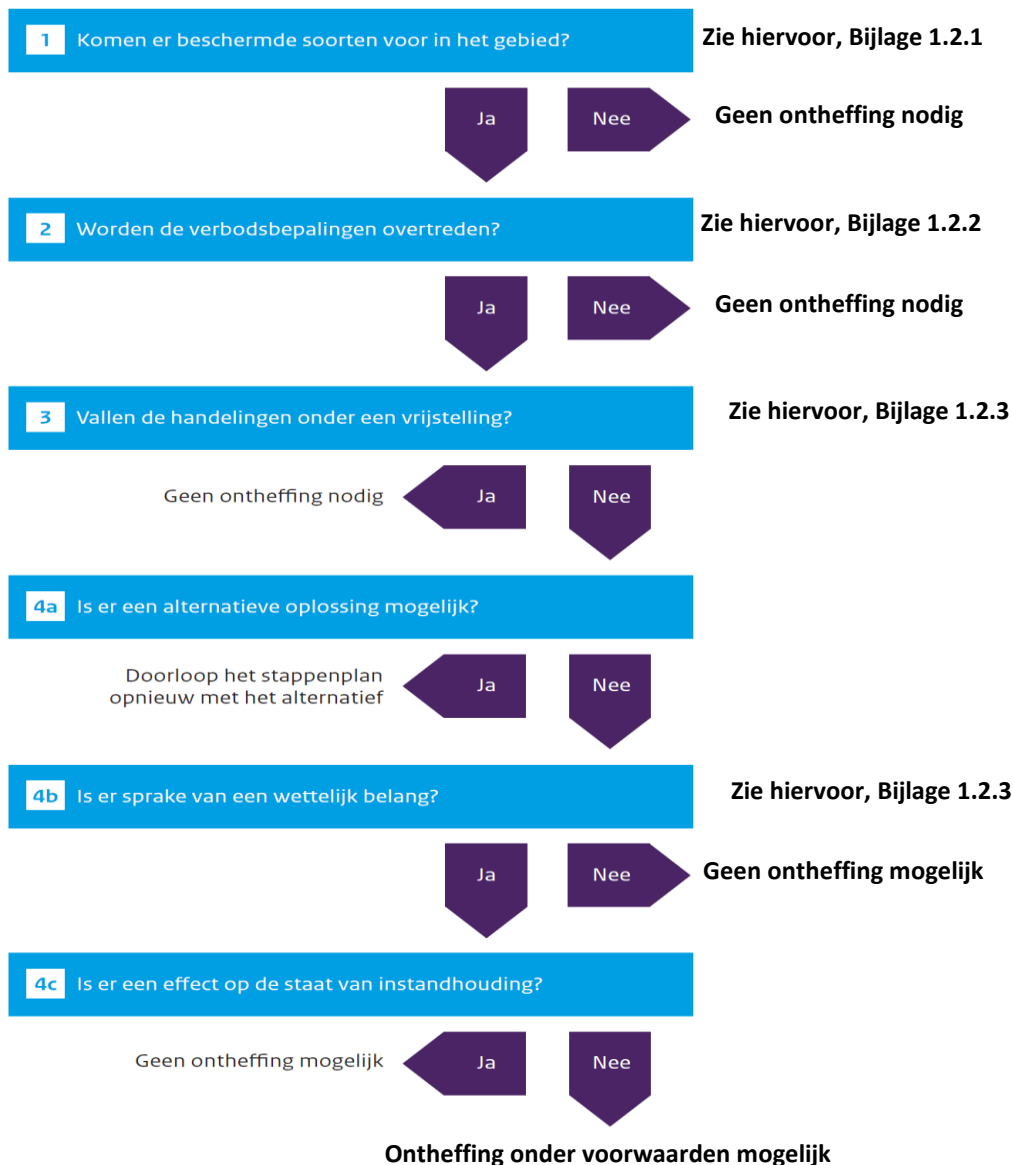 1 Komen er beschermde soorten voor in het gebied? Zie hiervoor, Bijlage 1.2.1
Ja Nee Geen ontheffing nodig
2 Worden de verbodsbepalingen overtreden? Zie hiervoor, Bijlage 1.2.2
Ja Nee Geen ontheffing nodig
3 Vallen de handelingen onder een vrijstelling? Zie hiervoor, Bijlage 1.2.3
Geen ontheffing nodig Ja Nee
4a Is er een alternatieve oplossing mogelijk?
Doorloop het stappenplan
opnieuw met het alternatief Ja Nee
4b Is er sprake van een wettelijk belang? Zie hiervoor, Bijlage 1.2.3
Ja Nee Geen ontheffing mogelijk
4c Is er een effect op de staat van instandhouding?
Geen ontheffing mogelijk Ja Nee
Ontheffing onder voorwaarden mogelijk